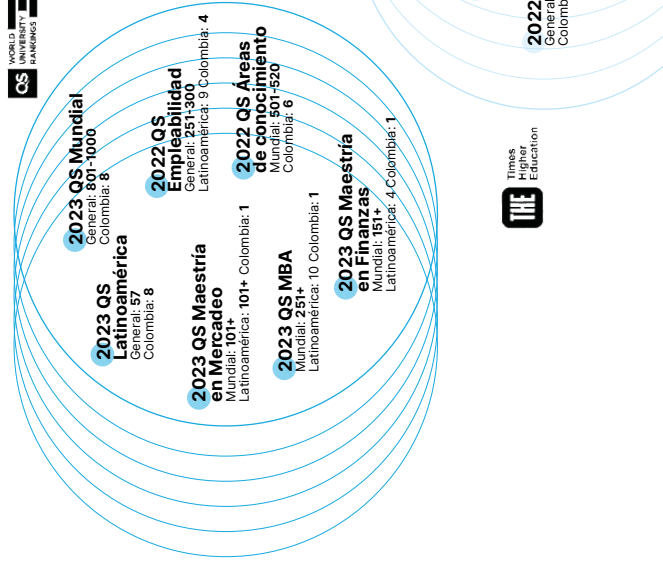 QS
WORLD
UNIVERSITY
RANKINGS
2023 QS Mundial
General: 801-1000
Colombia: 8
2023 QS
Latinoamérica
General: 57
Colombia: 8
2022 QS
Empleabilidad
General: 251-300
Latinoamérica: 9 Colombia: 4
2023 QS Maestría
en Mercadeo
Mundial: 101+
Latinoamérica: 101+ Colombia: 1
2022 QS Áreas
de conocimiento
Mundial: 501-520
Colombia: 6
2023 QS MBA
Mundial: 251+
Latinoamérica: 10 Colombia: 1
2023 QS Maestría
en Finanzas
Mundial: 151+
Latinoamérica: 4 Colombia: 1
THE
Times
Higher
Education
2022